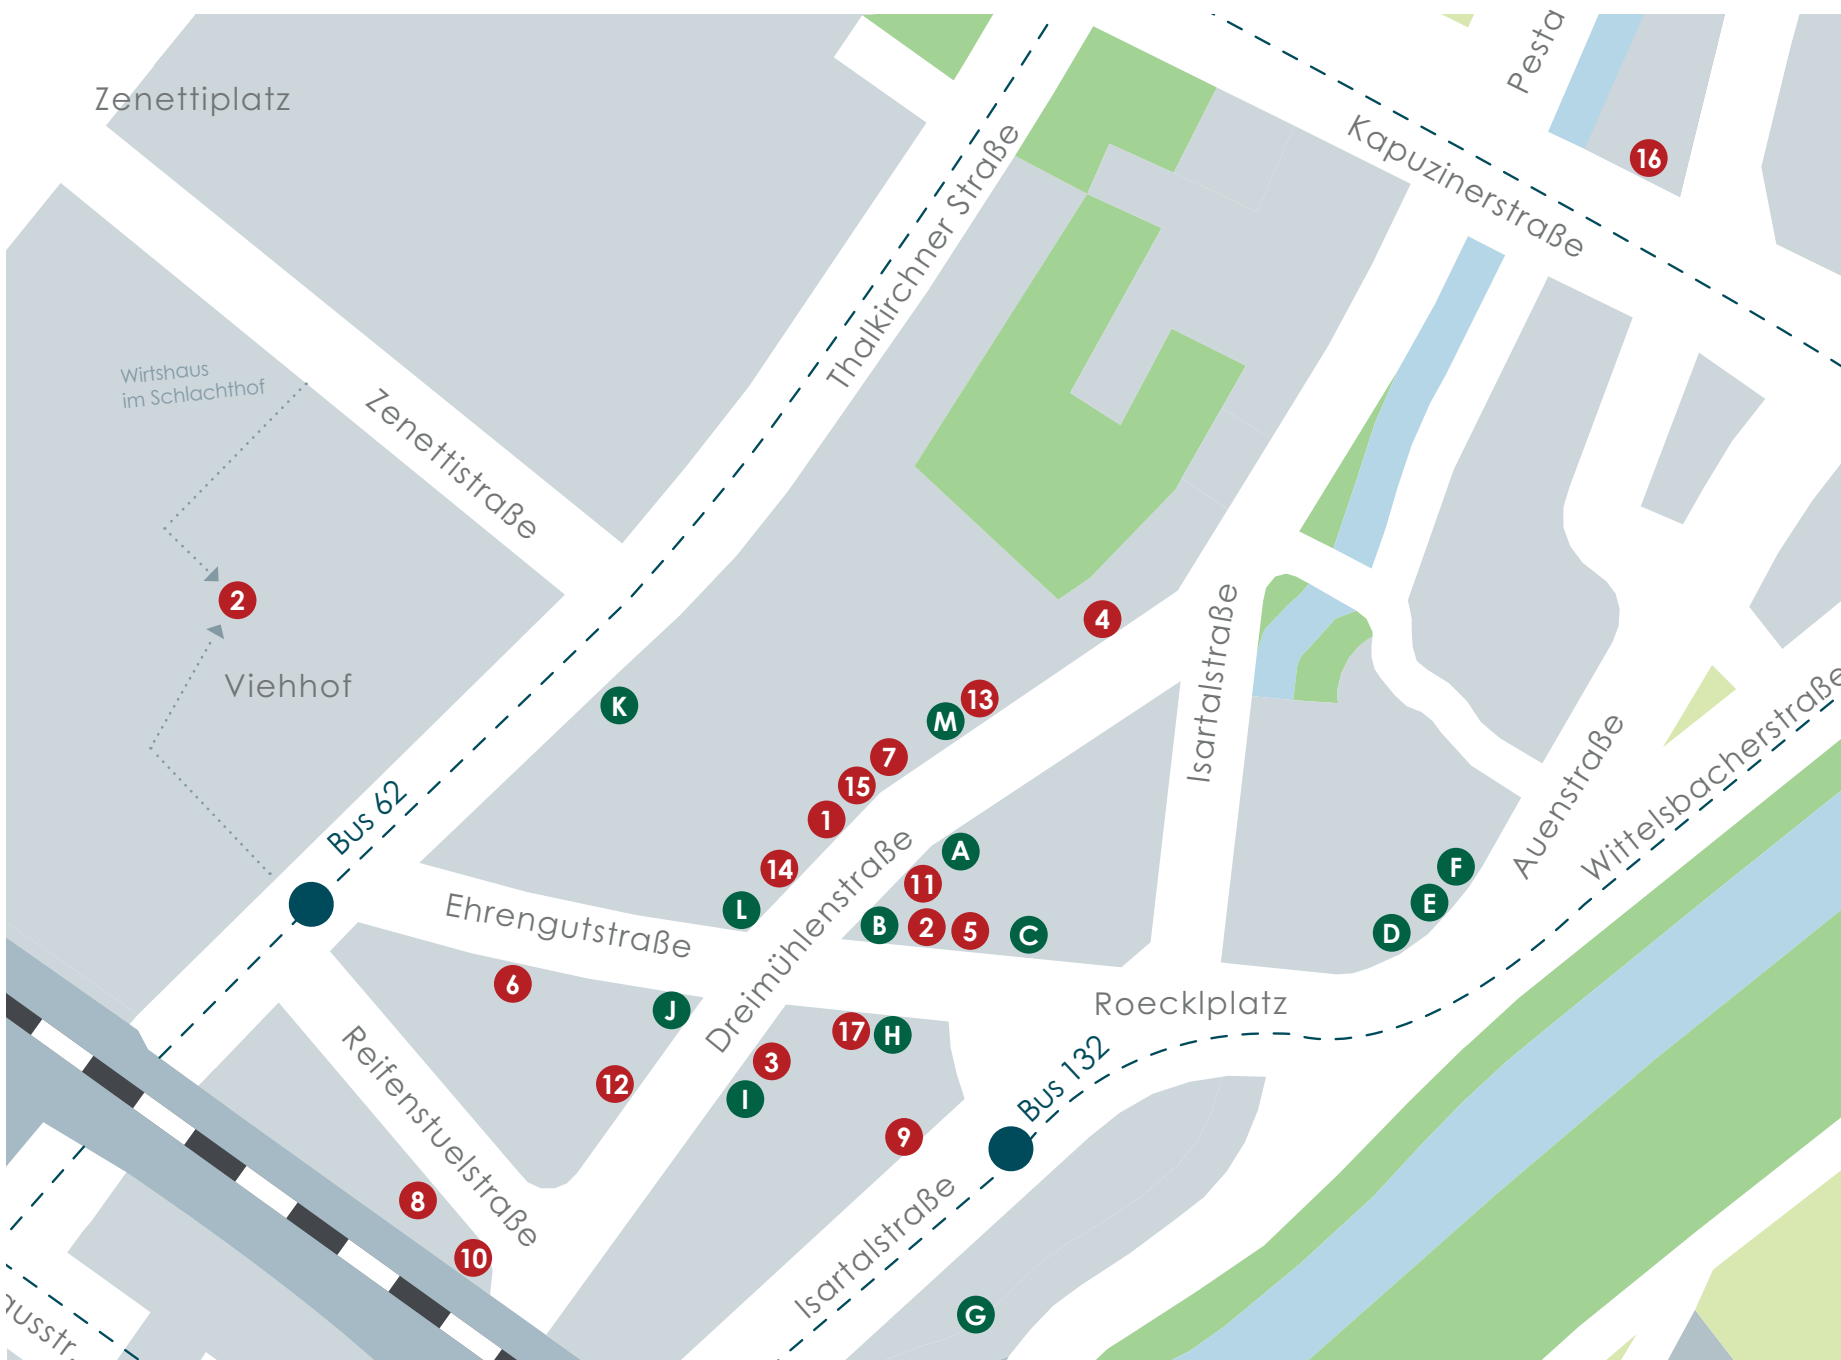 Pesta
Zenettiplatz
Kapuzinerstraße
16
Thalkirchner Straße
Wirtshaus
im Schlachthof
Zenettistraße
2
4
Isartalstraße
Viehhof
K
13
M
7
15
1
Bus 62
14
L
Dreimühlenstraße
A
11
B
2
5
C
Auenstraße
Wittelsbacherstraße
F
E
D
Ehrengutstraße
6
J
Roecklplatz
17
H
3
I
12
Bus 132
9
Reifenstuelstraße
8
10
Isartalstraße
G
ausstr.